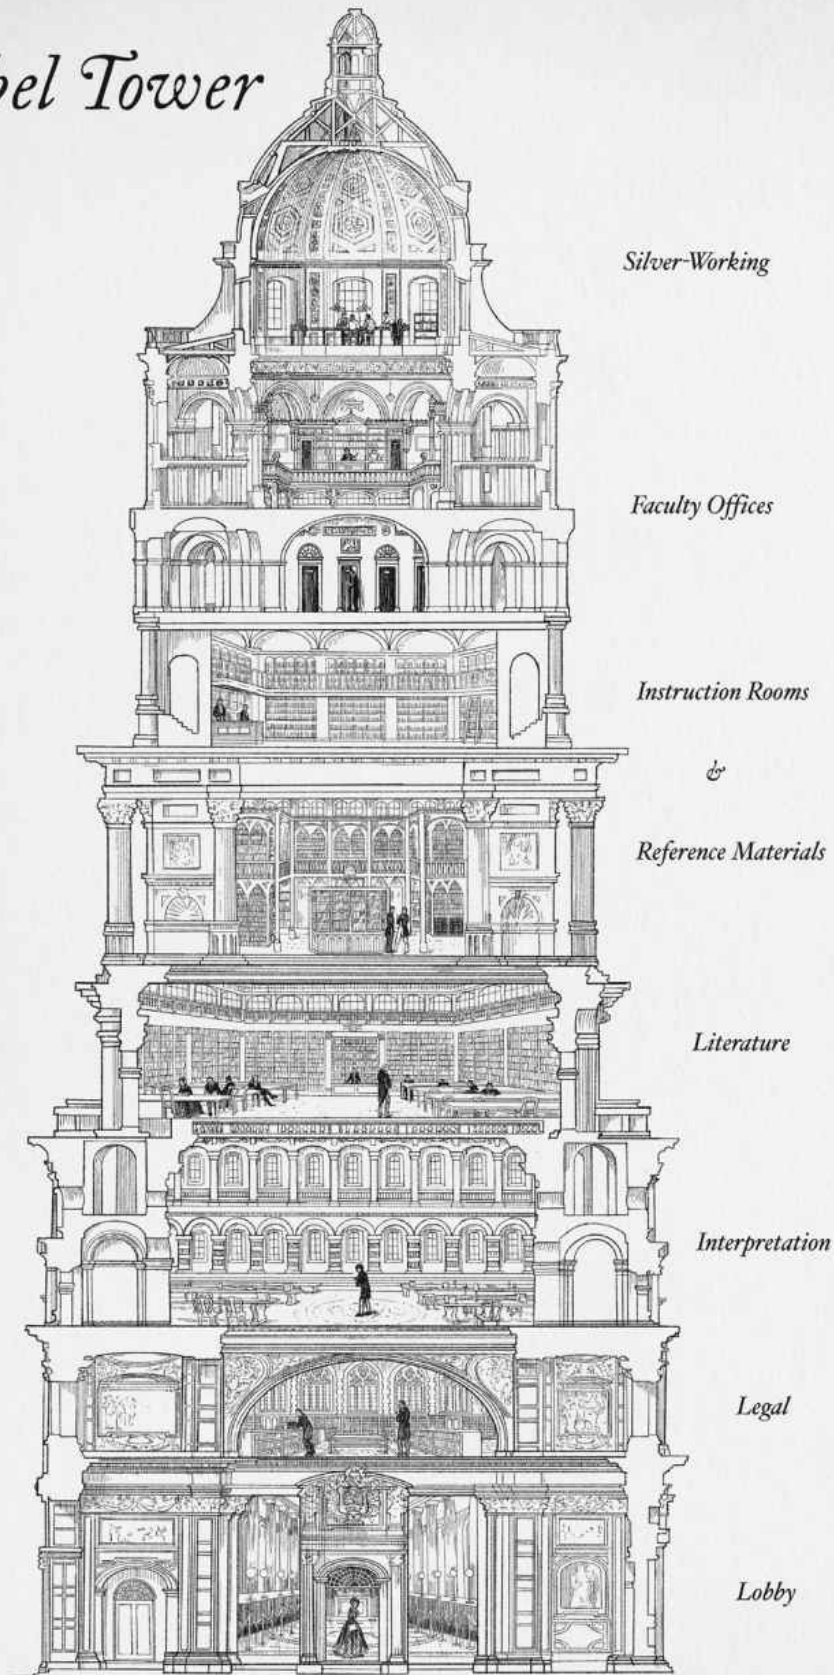 bel Tower
Silver-Working
Faculty Offices
Instruction Rooms
&
Reference Materials
Literature
Interpretation
Legal
Lobby